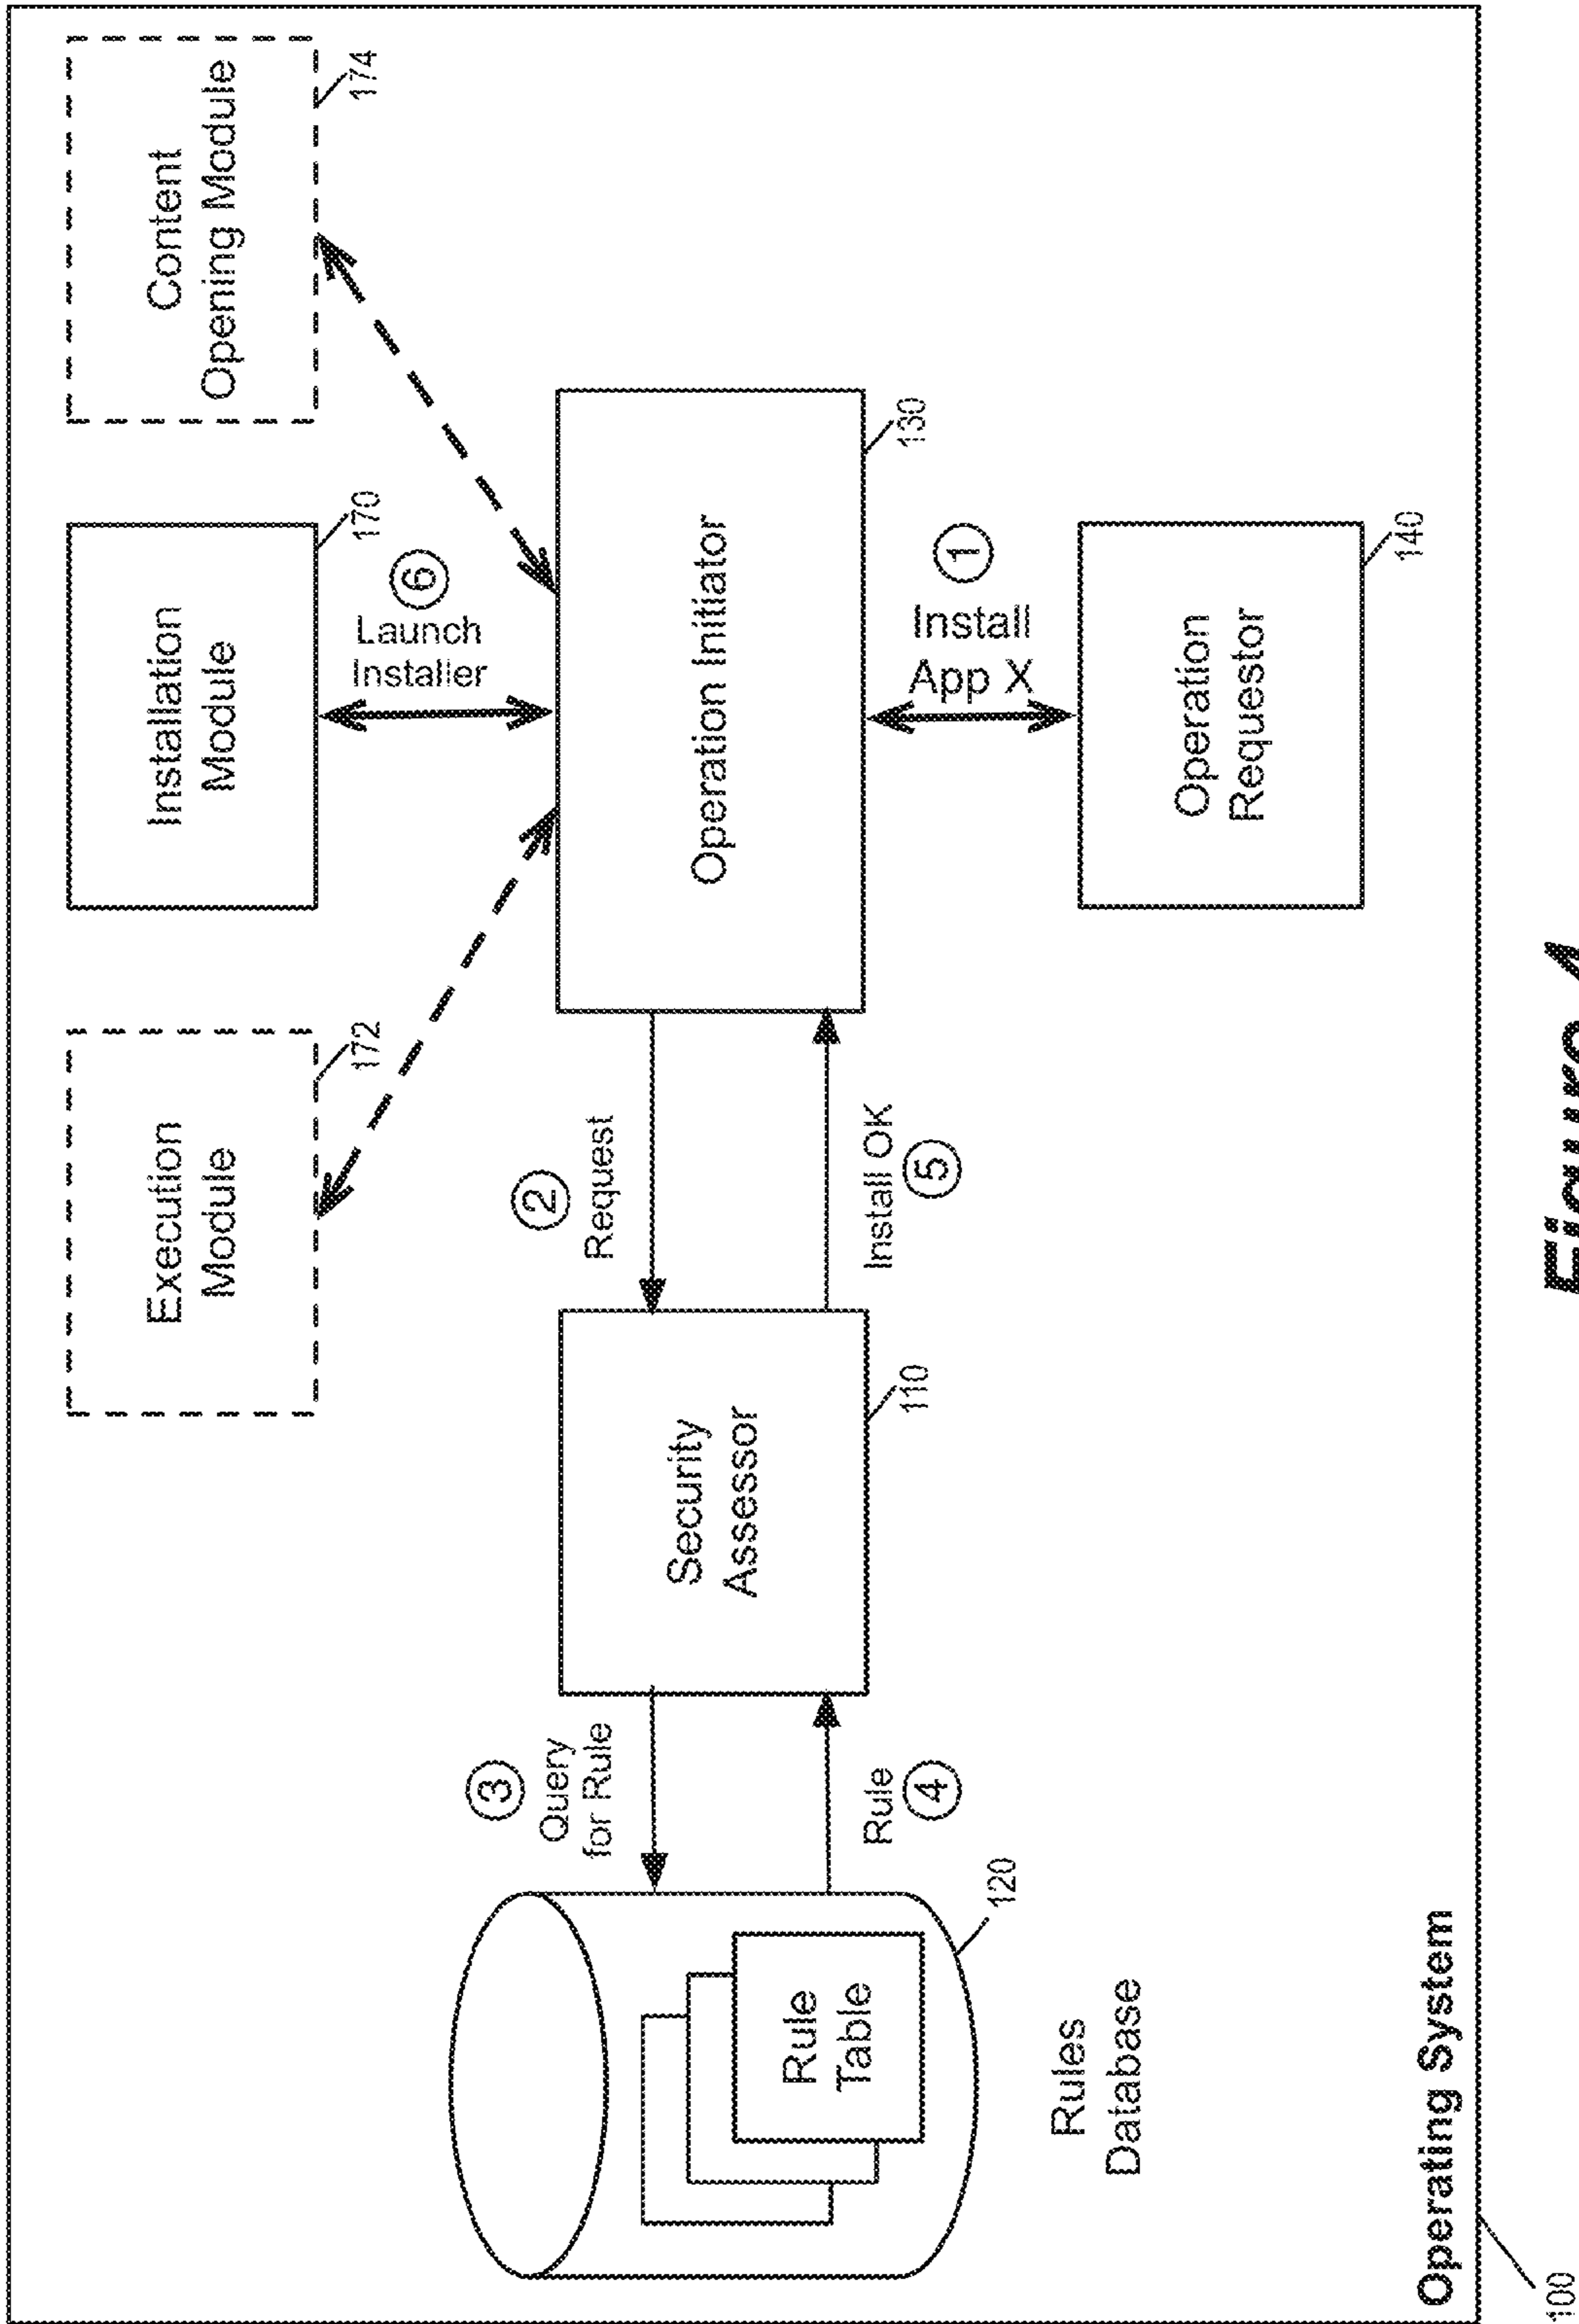 Execution
Module
172
Installation
Module
170
Content
Opening Module
174
6
Launch
Installer
3
Query
for Rule
2
Request
Security
Assessor
110
Operation Initiator
130
Rule
Table
120
Rule
4
Install OK
5
1
Install
App X
Rules
Database
Operation
Requestor
140
Operating System
100
Figure 4